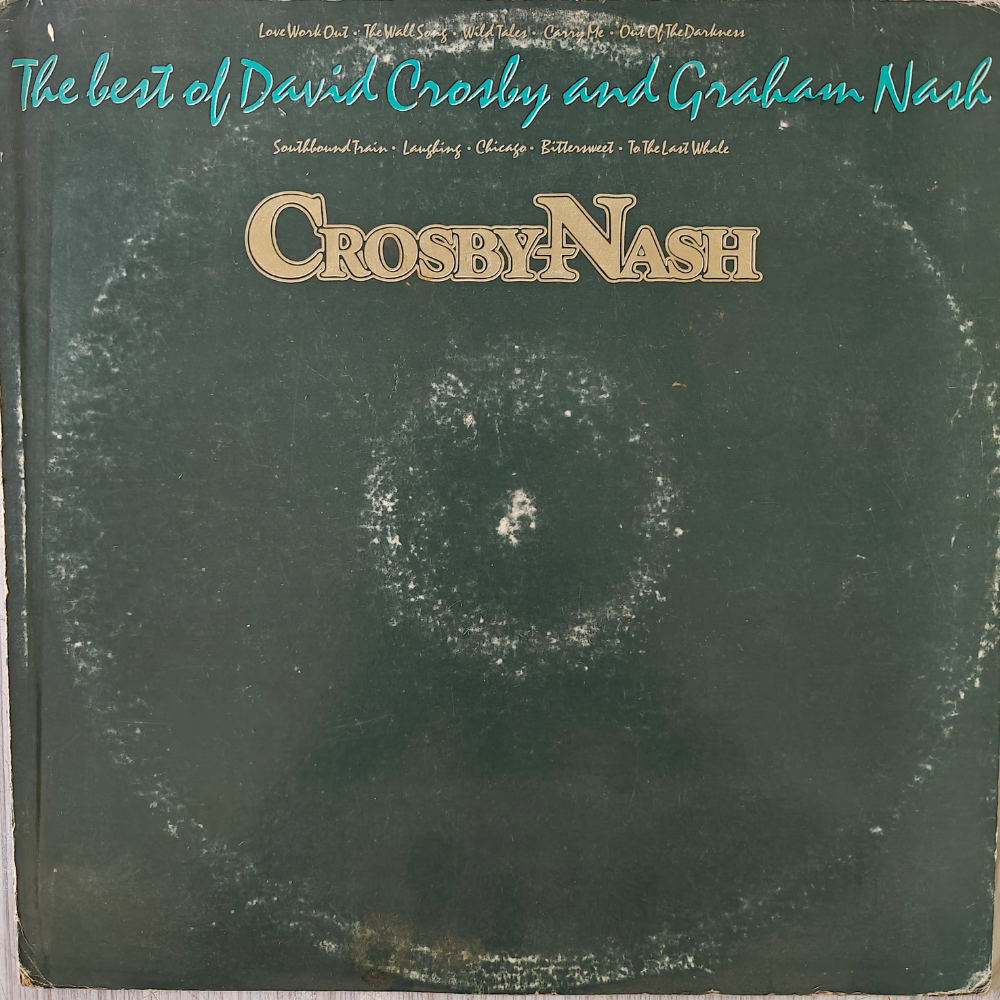 Love Work Out · The Wall Song · Wild Tales · Carry Me · Out Of The Darkness
The best of David Crosby and Graham Nash
Southbound Train · Laughing · Chicago · Bittersweet · To The Last Whale
CROSBY-NASH